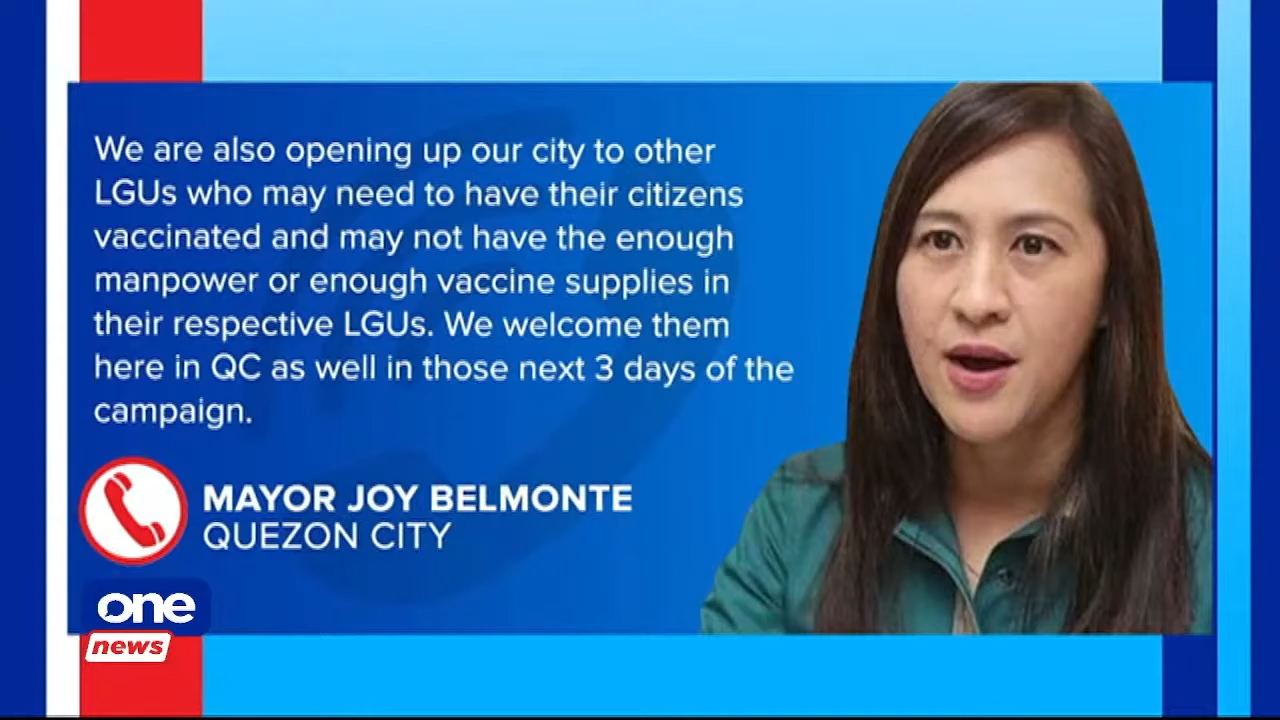 We are also opening up our city to other
LGUs who may need to have their citizens
vaccinated and may not have the enough
manpower or enough vaccine supplies in
their respective LGUs. We welcome them
here in QC as well in those next 3 days of the
campaign.
MAYOR JOY BELMONTE
QUEZON CITY
one
news